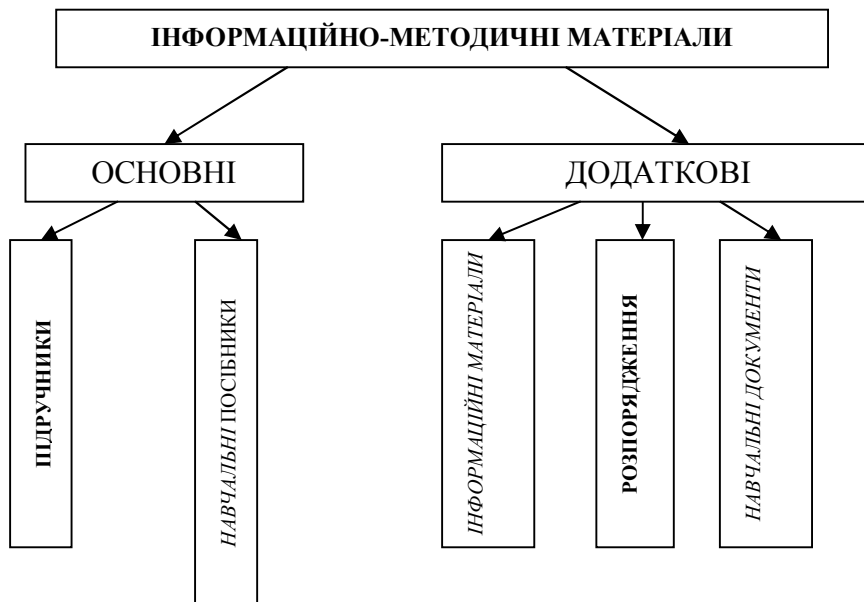 ІНФОРМАЦІЙНО-МЕТОДИЧНІ МАТЕРІАЛИ
ОСНОВНІ
ДОДАТКОВІ
ПІДРУЧНИКИ
НАВЧАЛЬНІ ПОСІБНИКИ
ІНФОРМАЦІЙНІ МАТЕРІАЛИ
РОЗПОРЯДЖЕННЯ
НАВЧАЛЬНІ ДОКУМЕНТИ